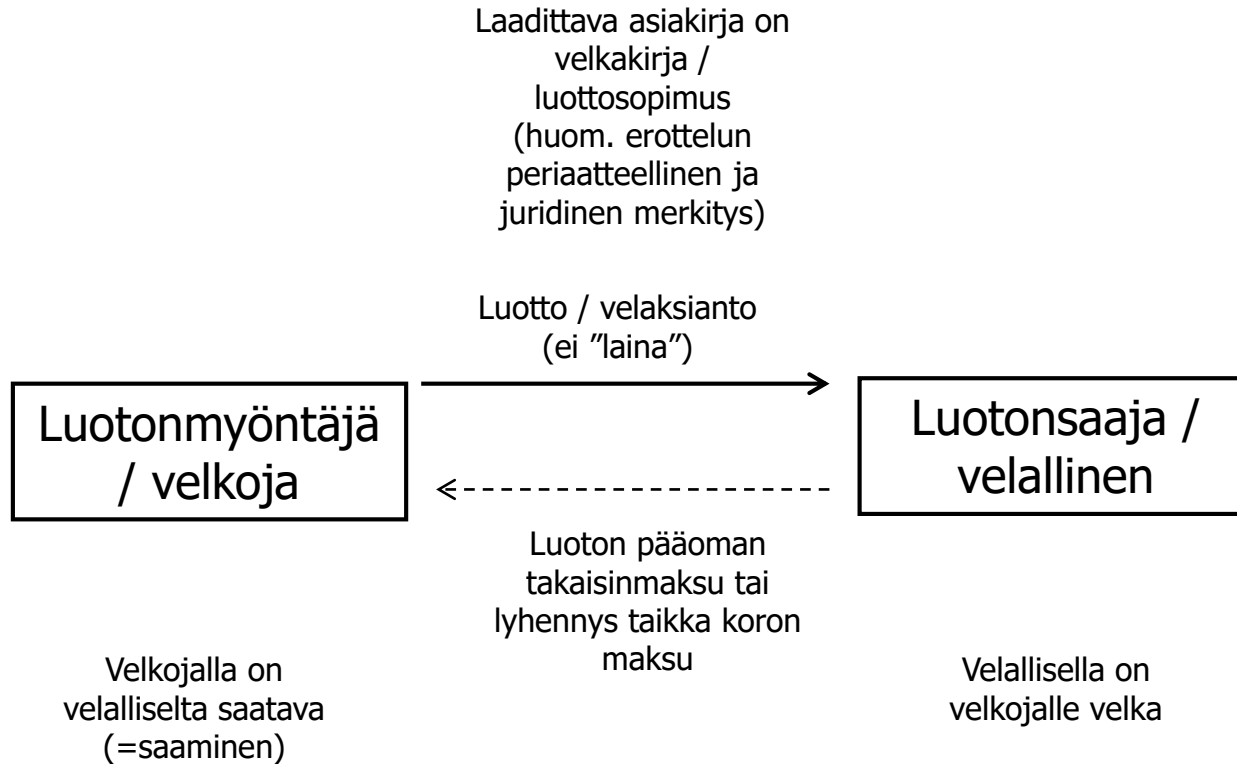 Laadittava asiakirja on
velkakirja /
luottosopimus
(huom. erottelun
periaatteellinen ja
juridinen merkitys)
Luotto / velaksianto
(ei ”laina”)
Luotonmyöntäjä
/ velkoja
Luotonsaaja /
velallinen
Luoton pääoman
takaisinmaksu tai
lyhennys taikka koron
maksu
Velkojalla on
velalliselta saatava
(=saaminen)
Velallisella on
velkojalle velka